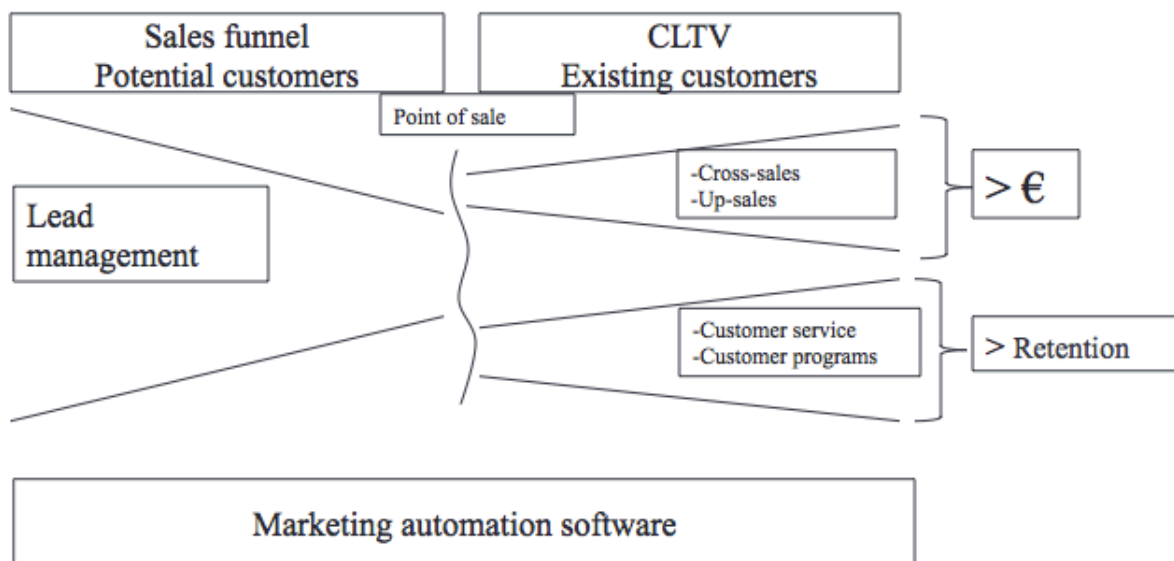 Sales funnel
Potential customers
CLTV
Existing customers
Point of sale
-Cross-sales
-Up-sales
> €
Lead
management
-Customer service
-Customer programs
> Retention
Marketing automation software